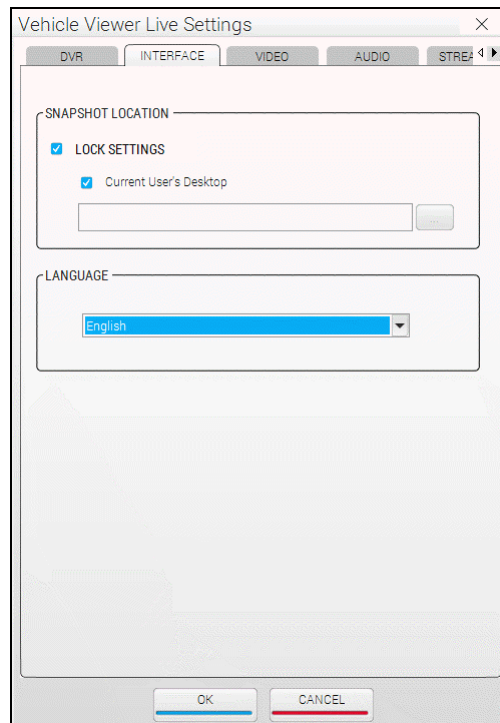 Vehicle Viewer Live Settings
DVR INTERFACE VIDEO AUDIO STREA
SNAPSHOT LOCATION
LOCK SETTINGS
Current User's Desktop
...
LANGUAGE
English
OK CANCEL